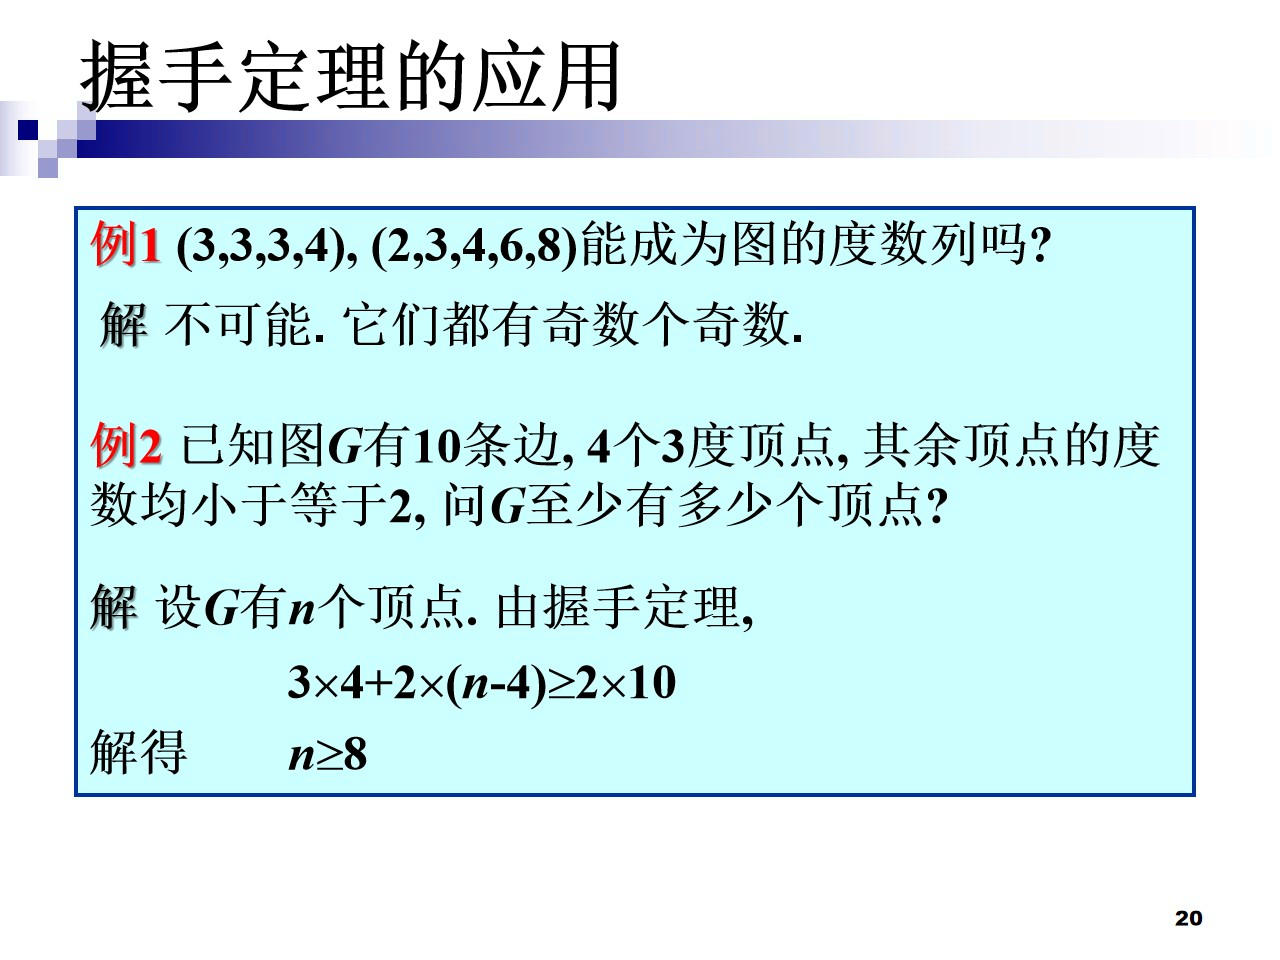 握手定理的应用
例1 (3,3,3,4), (2,3,4,6,8)能成为图的度数列吗?
解 不可能. 它们都有奇数个奇数.
例2 已知图G有10条边, 4个3度顶点, 其余顶点的度
数均小于等于2, 问G至少有多少个顶点?
解 设G有n个顶点. 由握手定理,
3×4+2×(n-4)≥2×10
解得 n≥8
20